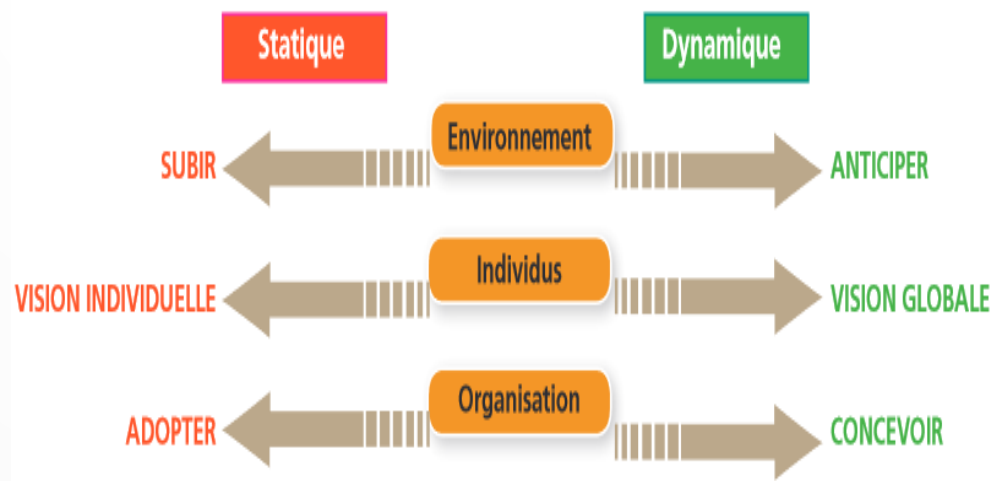 Statique
Dynamique
Environnement
SUBIR
ANTICIPER
Individus
VISION INDIVIDUELLE
VISION GLOBALE
Organisation
ADOPTER
CONCEVOIR